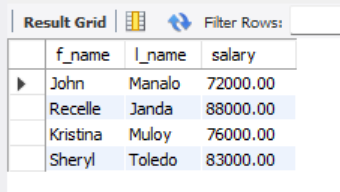 Result Grid Filter Rows:
f_name l_name salary
John Manalo 72000.00
Recelle Janda 88000.00
Kristina Muloy 76000.00
Sheryl Toledo 83000.00